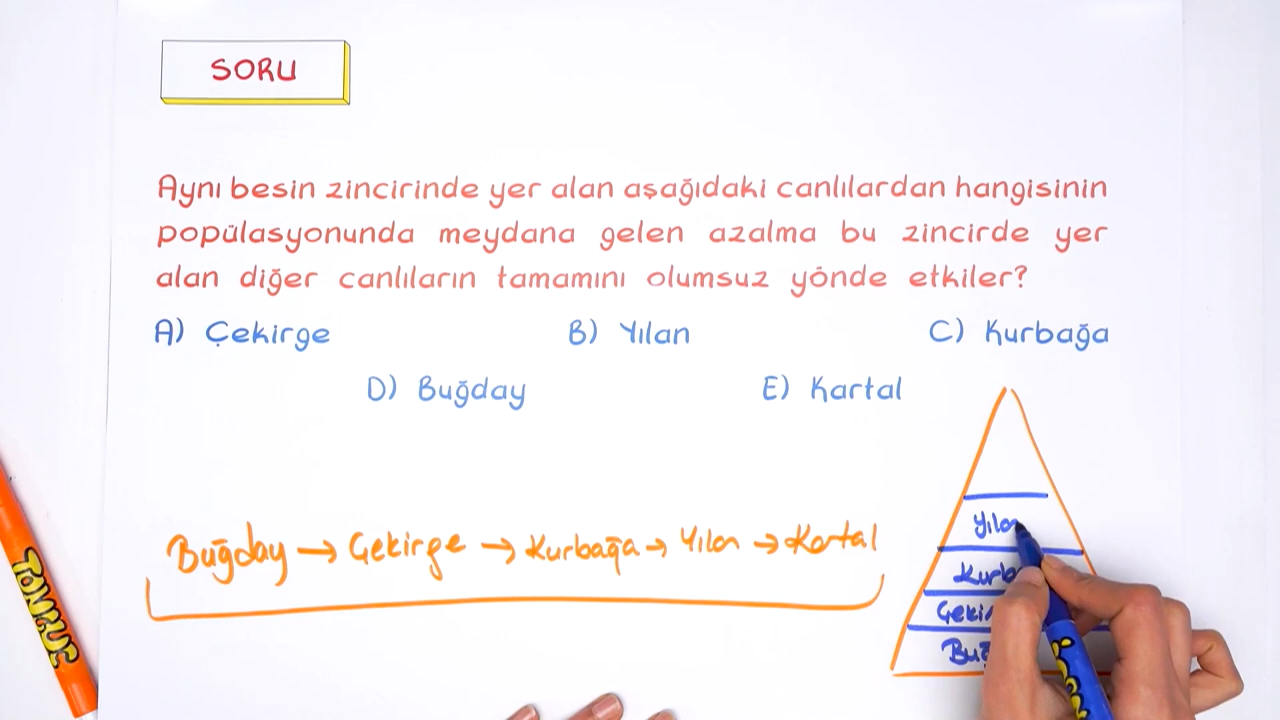 SORU
Aynı besin zincirinde yer alan aşağıdaki canlılardan hangisinin
popülasyonunda meydana gelen azalma bu zincirde yer
alan diğer canlıların tamamını olumsuz yönde etkiler?
A) Çekirge B) Yılan C) Kurbağa
D) Buğday E) Kartal
Buğday → Çekirge → Kurbağa → Yılan → Kartal
TONGUÇ